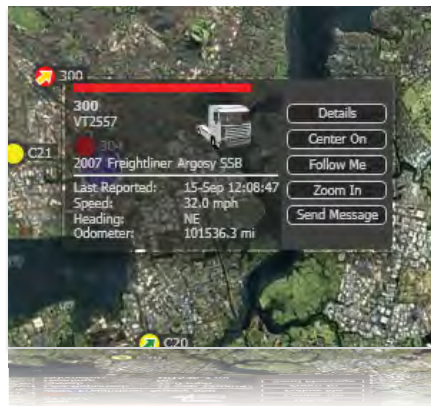 300
300
VT2557
304
C21
2007 Freightliner Argosy SSB
Last Reported: 15-Sep 12:08:47
Speed: 32.0 mph
Heading: NE
Odometer: 101536.3 mi
Details
Center On
Follow Me
Zoom In
Send Message
C20